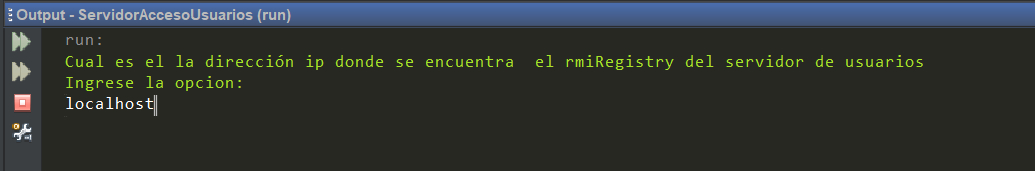 Output - ServidorAccesoUsuarios (run)
run:
Cual es el la dirección ip donde se encuentra  el rmiRegistry del servidor de usuarios
Ingrese la opcion:
localhost